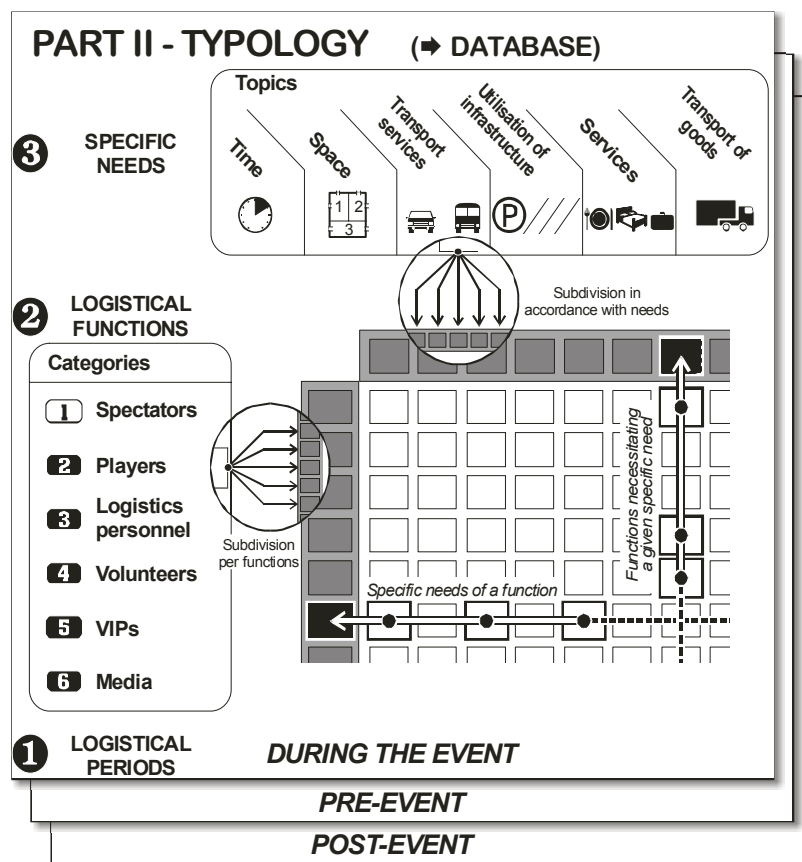 PART II - TYPOLOGY (➨ DATABASE)
Topics
Time
Space
Transport
services
Utilisation of
infrastructure
Services
Transport of
goods
3 SPECIFIC
NEEDS
1 2
3
P
2 LOGISTICAL
FUNCTIONS
Subdivision in
accordance with needs
Categories
1 Spectators
2 Players
3 Logistics
personnel
4 Volunteers
5 VIPs
6 Media
Subdivision
per functions
Functions necessitating
a given specific need
Specific needs of a function
1 LOGISTICAL
PERIODS
DURING THE EVENT
PRE-EVENT
POST-EVENT